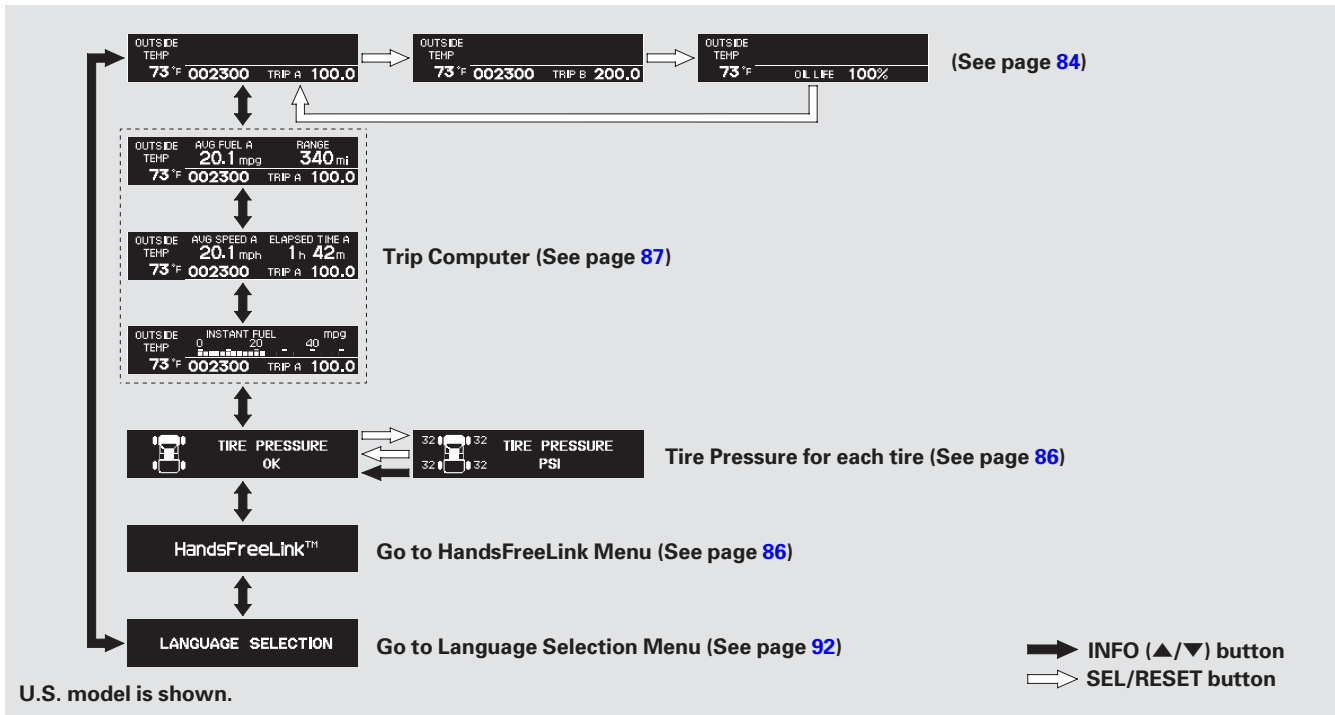 OUTSIDE TEMP 73°F 002300 TRIP A 100.0
OUTSIDE TEMP 73°F 002300 TRIP B 200.0
OUTSIDE TEMP 73°F OIL LIFE 100%
(See page 84)
OUTSIDE TEMP 73°F AVG FUEL A 20.1 mpg RANGE 340 mi 002300 TRIP A 100.0
OUTSIDE TEMP 73°F AVG SPEED A 20.1 mph ELAPSED TIME A 1h 42m 002300 TRIP A 100.0
Trip Computer (See page 87)
OUTSIDE TEMP 73°F INSTANT FUEL mpg 0 20 40 002300 TRIP A 100.0
TIRE PRESSURE
OK
32 32 TIRE PRESSURE
32 32 PSI
Tire Pressure for each tire (See page 86)
HandsFreeLink™
Go to HandsFreeLink Menu (See page 86)
LANGUAGE SELECTION
Go to Language Selection Menu (See page 92)
INFO (▲/▼) button
SEL/RESET button
U.S. model is shown.